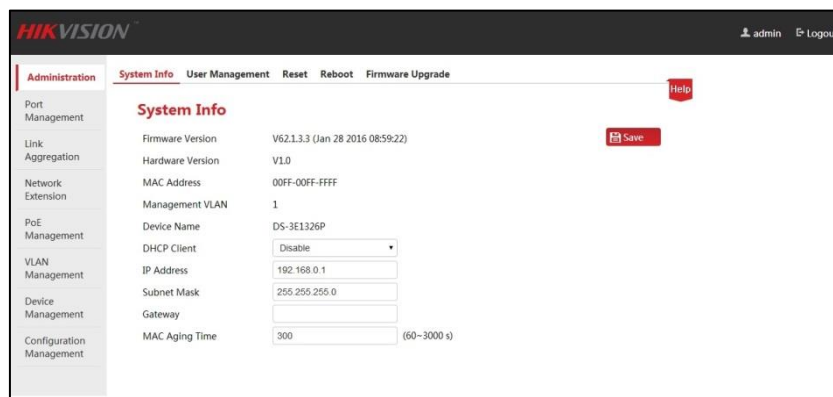 HIKVISION
admin Logou
Administration
Port
Management
Link
Aggregation
Network
Extension
PoE
Management
VLAN
Management
Device
Management
Configuration
Management
System Info User Management Reset Reboot Firmware Upgrade
Help
System Info
Firmware Version V62.1.3.3 (Jan 28 2016 08:59:22)
Save
Hardware Version V1.0
MAC Address 00FF-00FF-FFFF
Management VLAN 1
Device Name DS-3E1326P
DHCP Client Disable
IP Address 192.168.0.1
Subnet Mask 255.255.255.0
Gateway
MAC Aging Time 300 (60~3000 s)